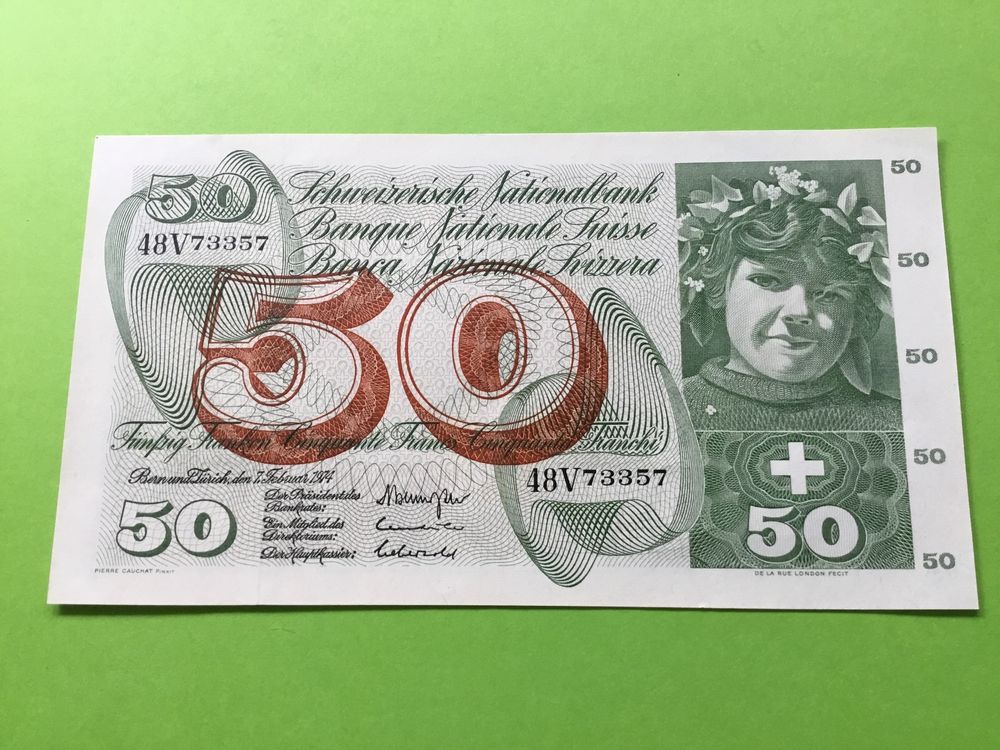 50
Schweizerische Nationalbank
Banque Nationale Suisse
Banca Nazionale Svizzera
48V73357
50
Fünfzig Franken Cinquante Francs Cinquante Franchi
Bern und Zürich, den 7. Februar 1974
Der Präsident des
Bankrates:
Ein Mitglied des
Direktoriums:
Der Hauptkassier:
48V73357
50
PIERRE GAUCHAT PINXIT
50
50
50
50
50
50
DE LA RUE LONDON FECIT